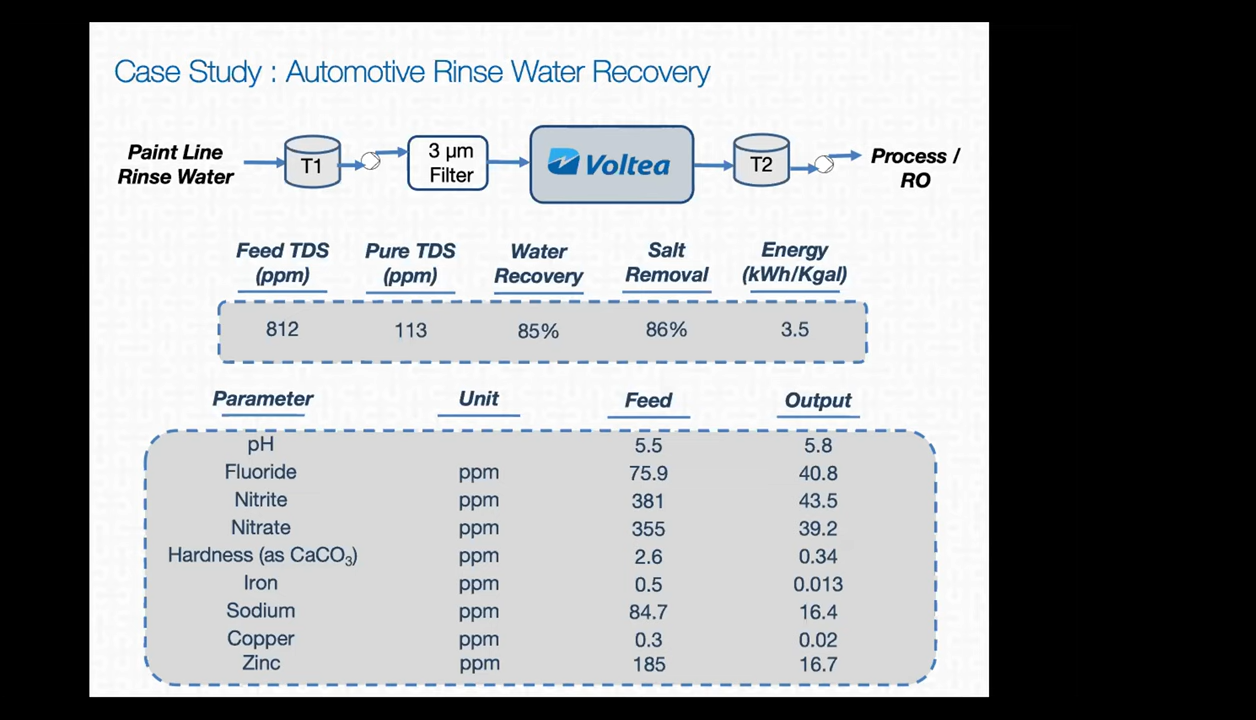 Case Study : Automotive Rinse Water Recovery
Paint Line
Rinse Water
T1
3 µm
Filter
Voltea
T2
Process /
RO
Feed TDS
(ppm)
Pure TDS
(ppm)
Water
Recovery
Salt
Removal
Energy
(kWh/Kgal)
812 113 85% 86% 3.5
Parameter Unit Feed Output
pH 5.5 5.8
Fluoride ppm 75.9 40.8
Nitrite ppm 381 43.5
Nitrate ppm 355 39.2
Hardness (as CaCO₃) ppm 2.6 0.34
Iron ppm 0.5 0.013
Sodium ppm 84.7 16.4
Copper ppm 0.3 0.02
Zinc ppm 185 16.7